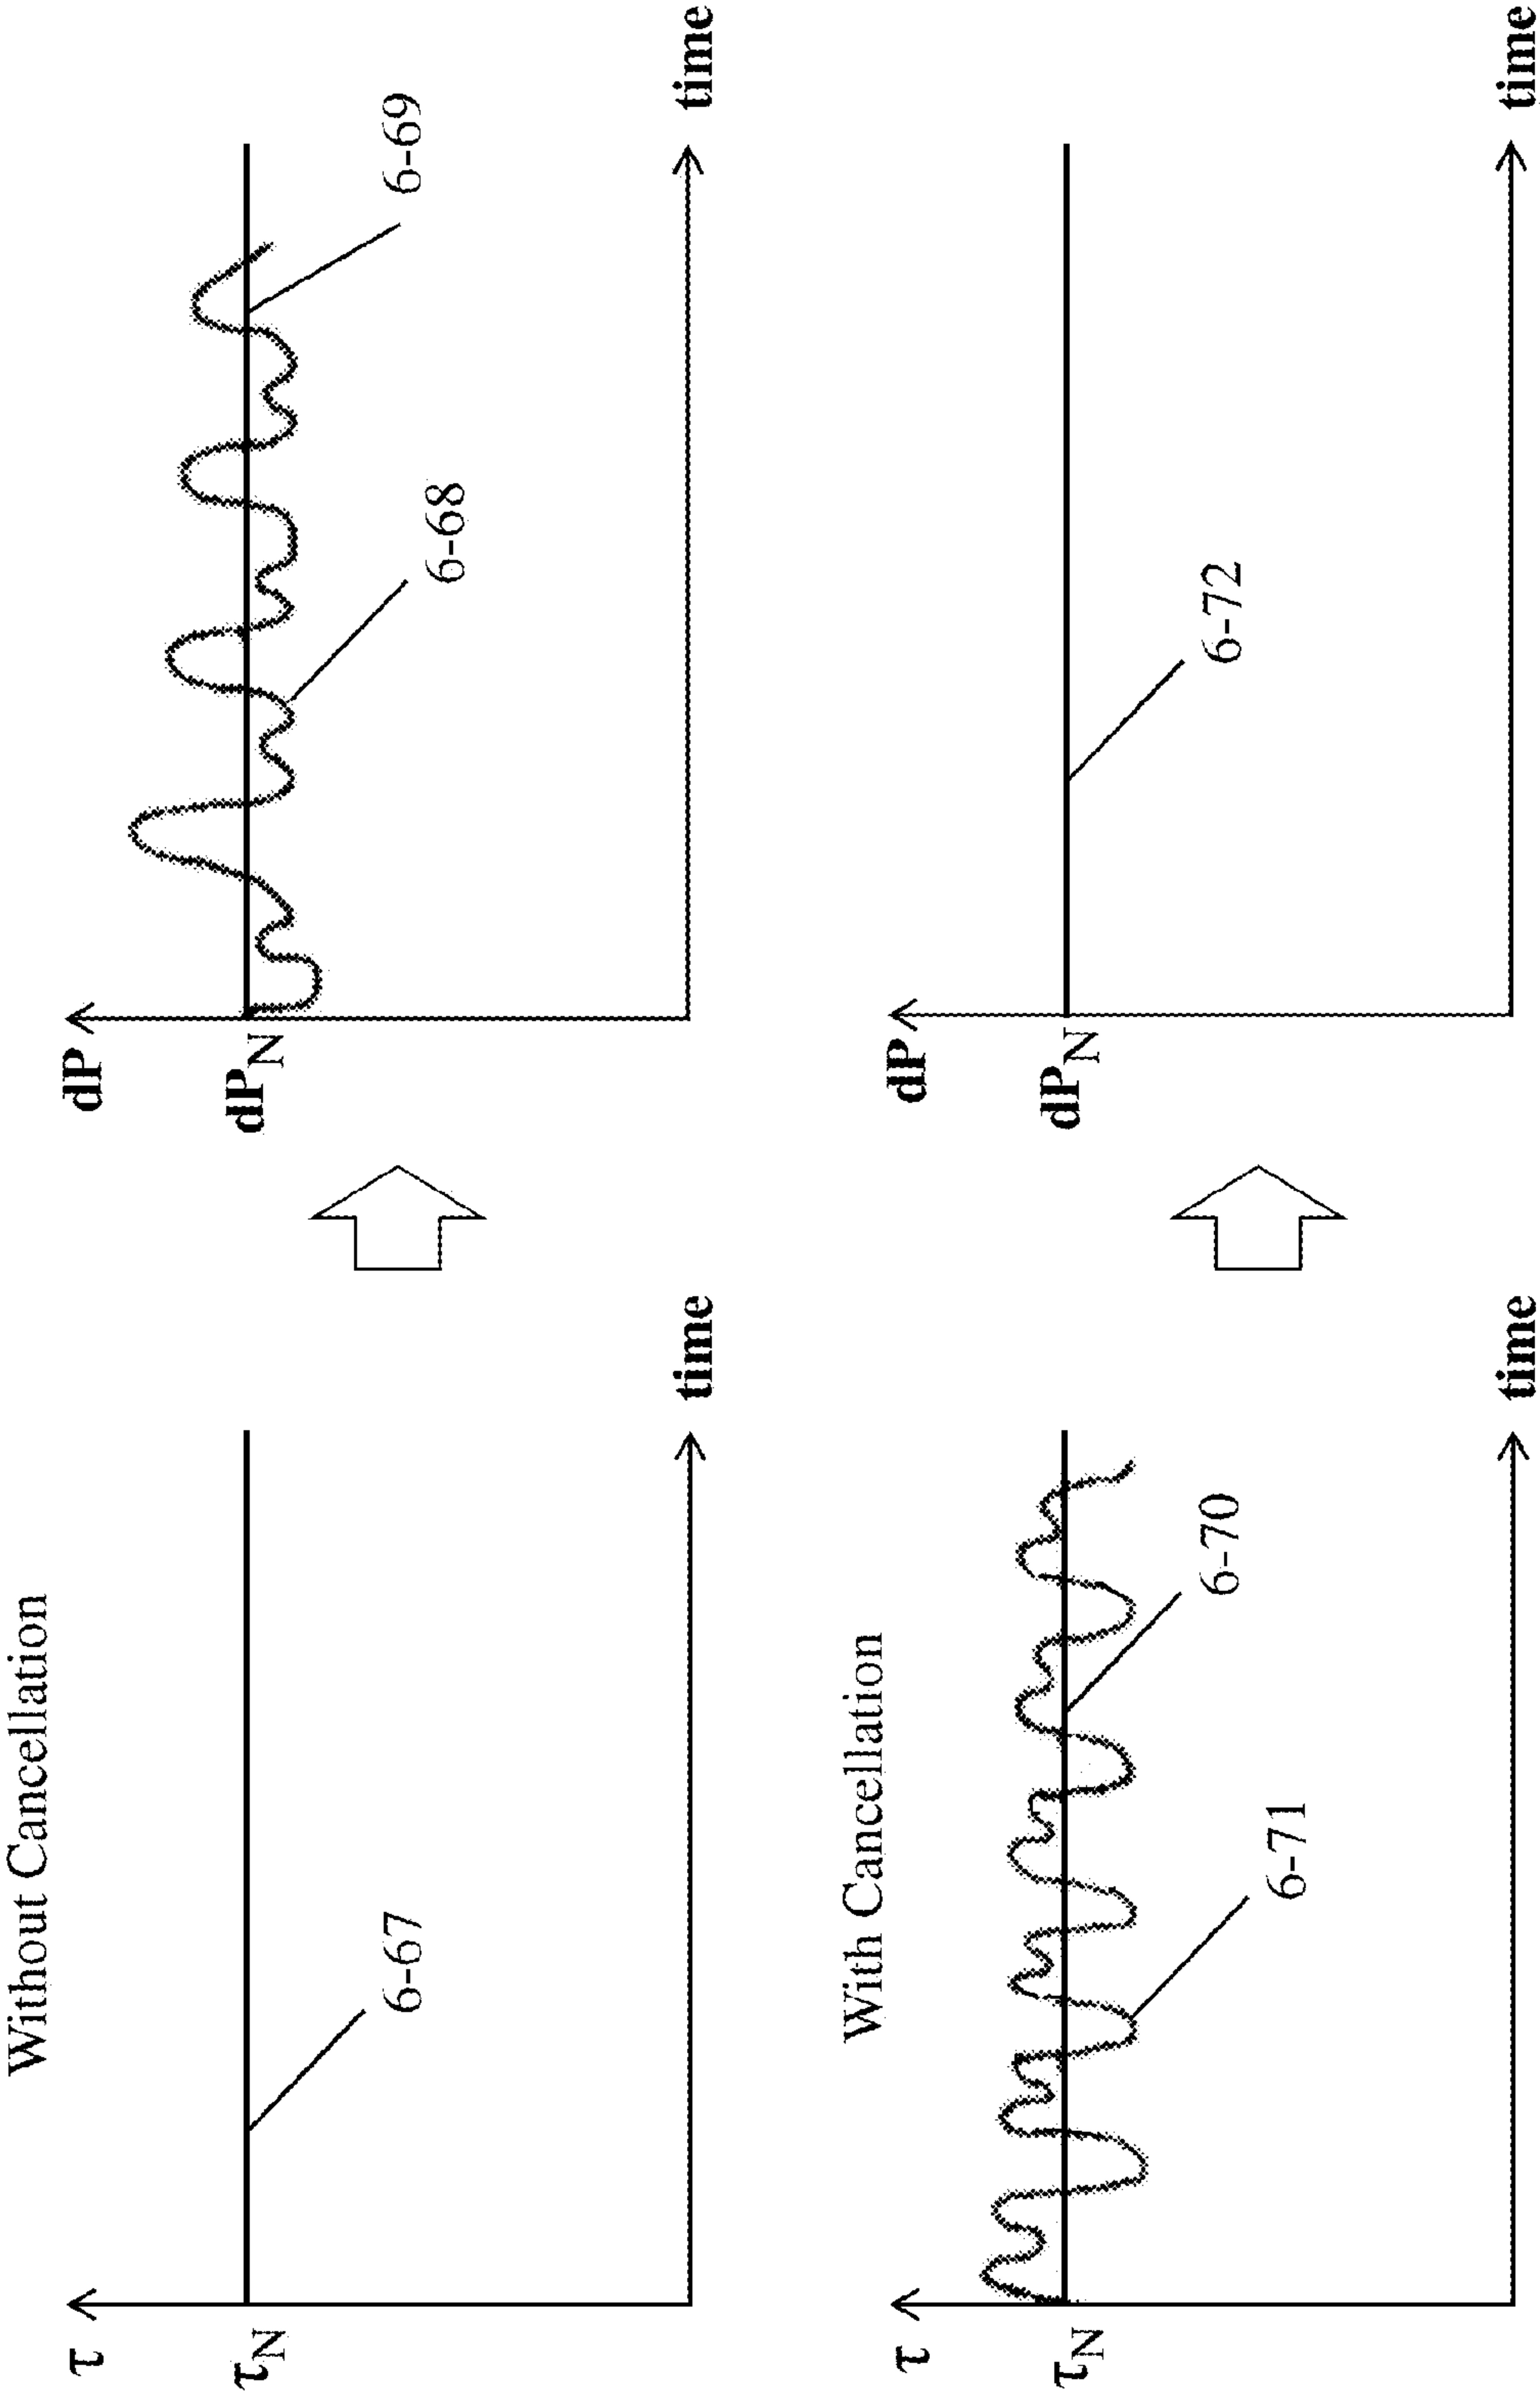 Without Cancellation
τ
τN
6-67
time
dP
dPN
6-68
6-69
time
With Cancellation
τ
τN
6-71
6-70
time
dP
dPN
6-72
time